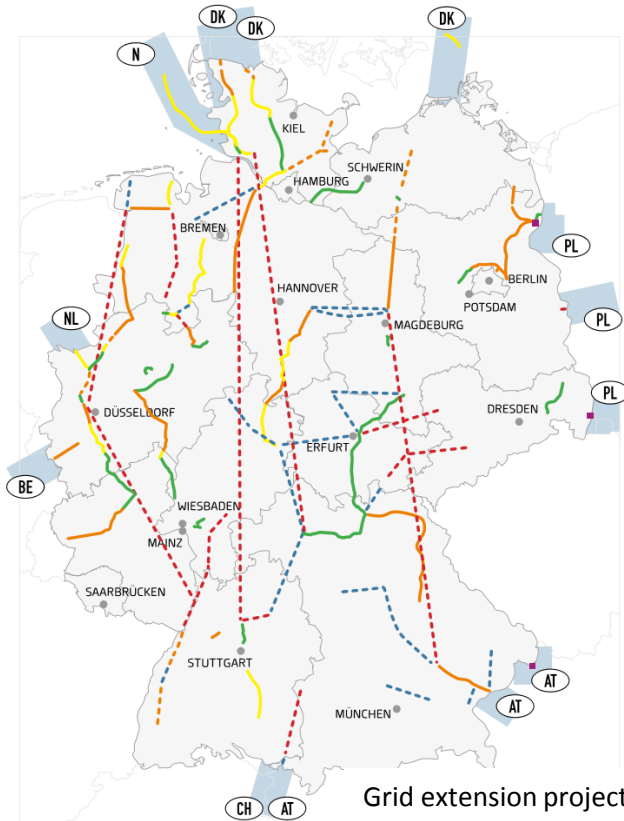 DK
DK
DK
N
KIEL
SCHWERIN
HAMBURG
BREMEN
PL
BERLIN
HANNOVER
POTSDAM
PL
NL
MAGDEBURG
PL
DÜSSELDORF
DRESDEN
ERFURT
BE
WIESBADEN
MAINZ
SAARBRÜCKEN
STUTTGART
AT
AT
MÜNCHEN
CH
AT
Grid extension project